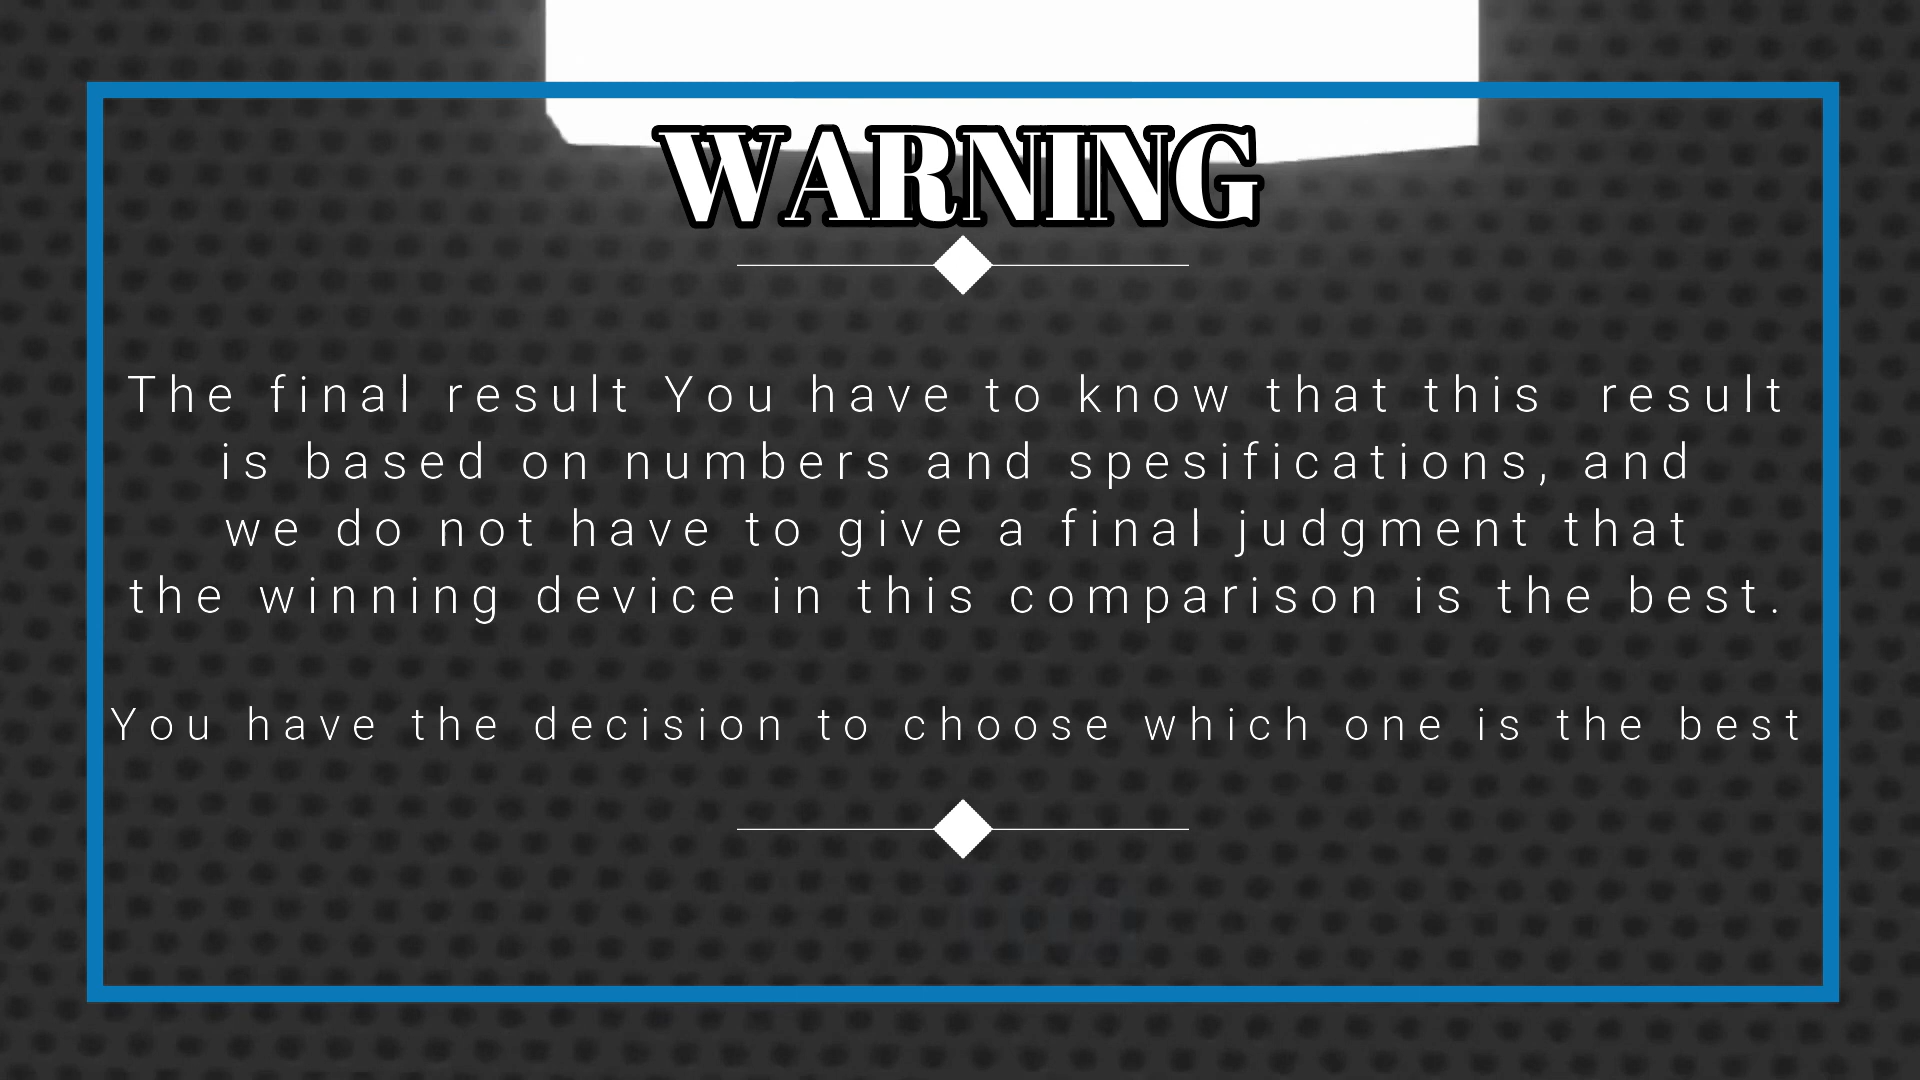 WARNING
The final result You have to know that this result
is based on numbers and spesifications, and
we do not have to give a final judgment that
the winning device in this comparison is the best.
You have the decision to choose which one is the best